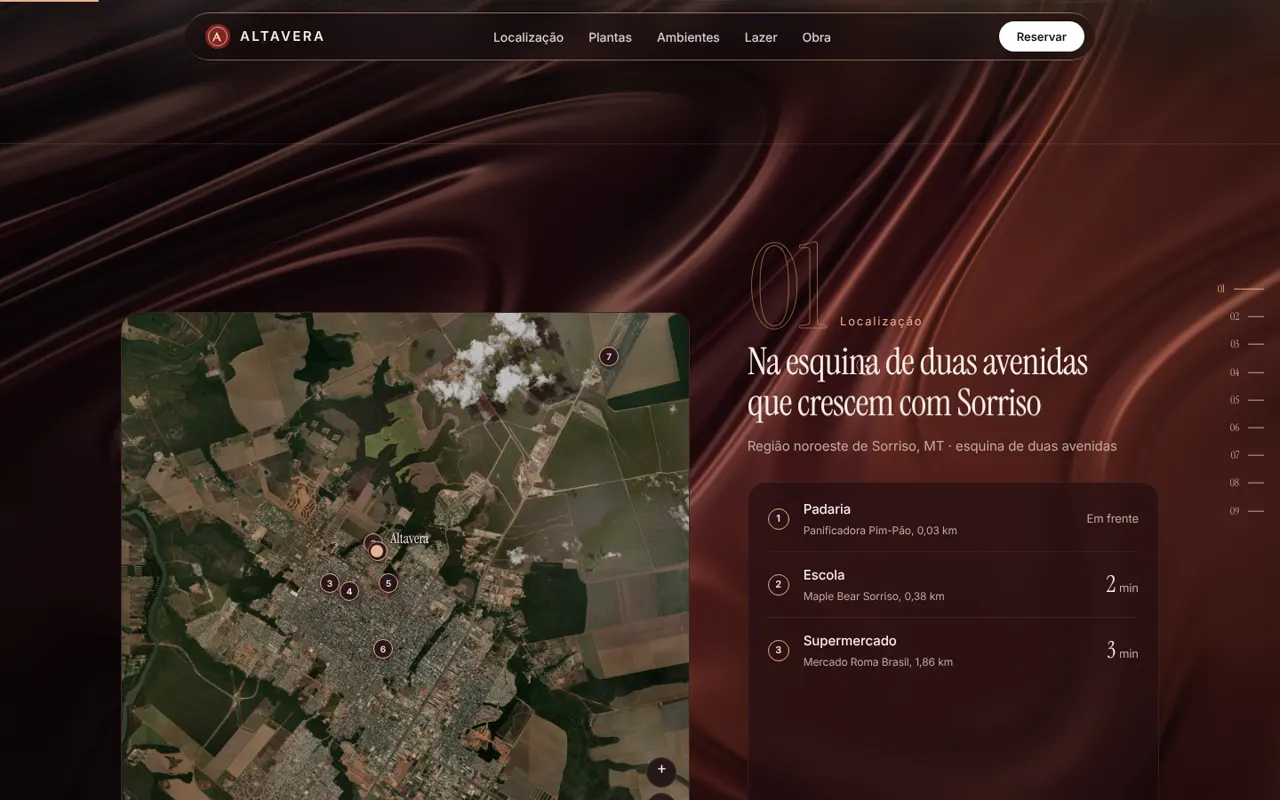 A ALTAVERA
Localização
Plantas
Ambientes
Lazer
Obra
Reservar
01
Localização
Na esquina de duas avenidas
que crescem com Sorriso
Região noroeste de Sorriso, MT · esquina de duas avenidas
1
Padaria
Panificadora Pim-Pão, 0,03 km
Em frente
2
Escola
Maple Bear Sorriso, 0,38 km
2 min
3
Supermercado
Mercado Roma Brasil, 1,86 km
3 min
7
Altavera
3
4
5
6
+
01
02
03
04
05
06
07
08
09